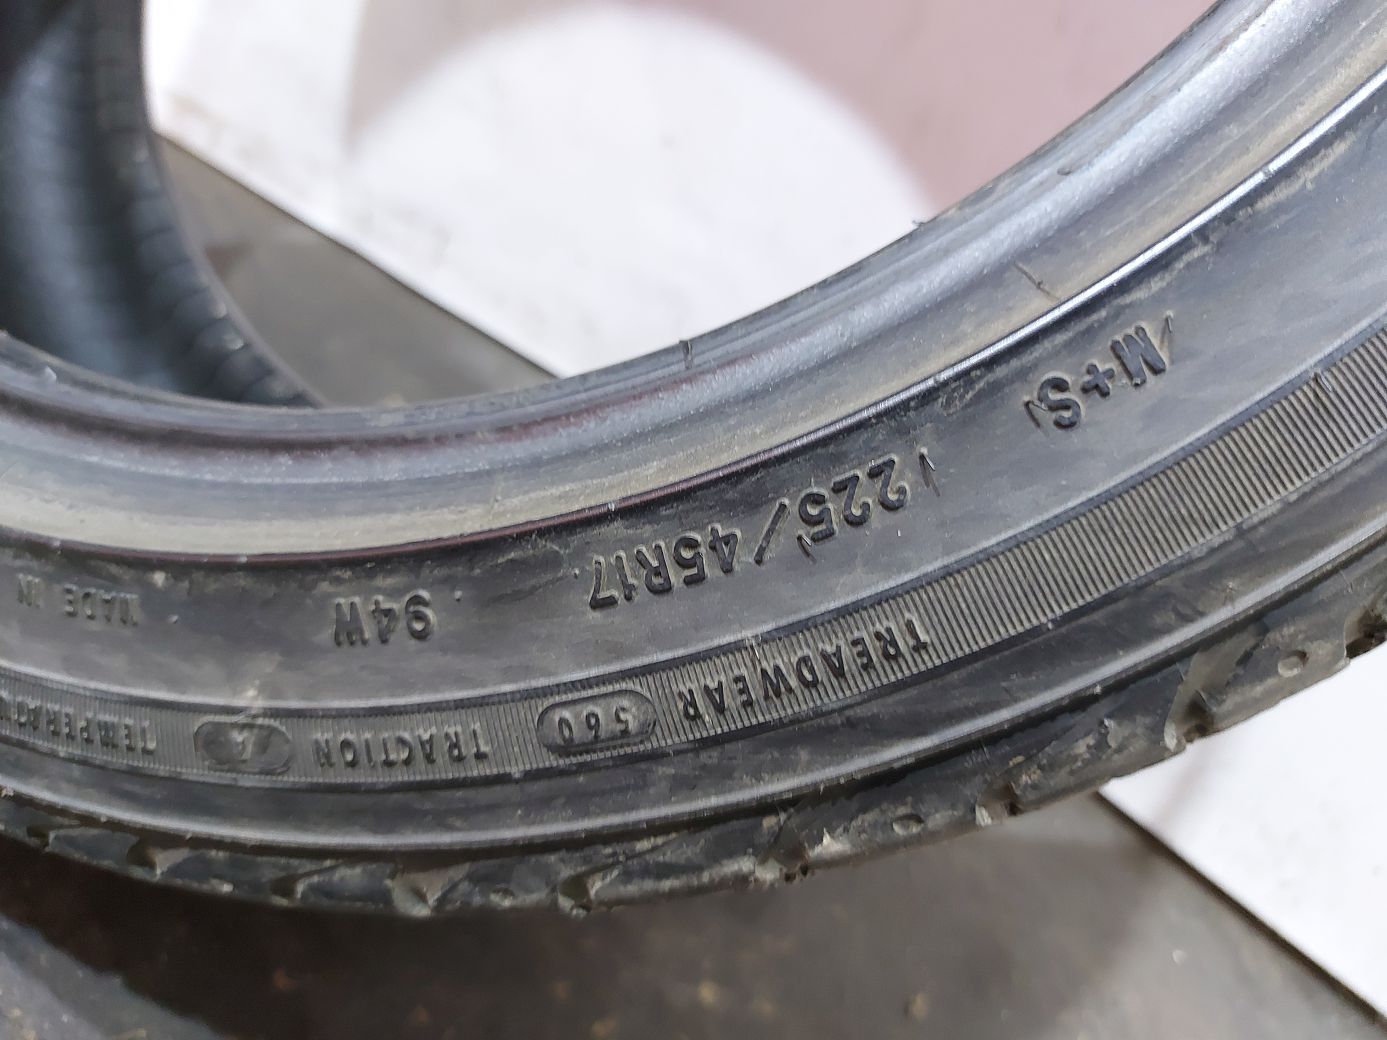 M+S 225/45R17 94W MADE IN
TREADWEAR 560 TRACTION A